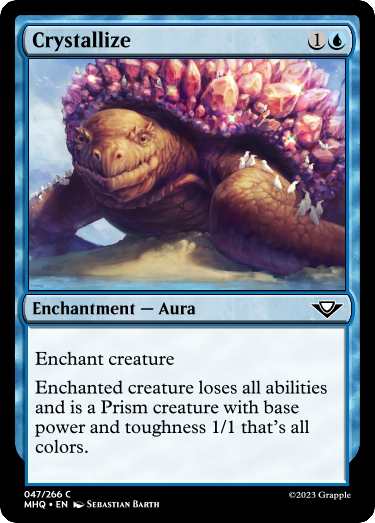 Crystallize 1
Enchantment — Aura
Enchant creature
Enchanted creature loses all abilities
and is a Prism creature with base
power and toughness 1/1 that's all
colors.
047/266 C
MHQ • EN Sebastian Barth
©2023 Grapple